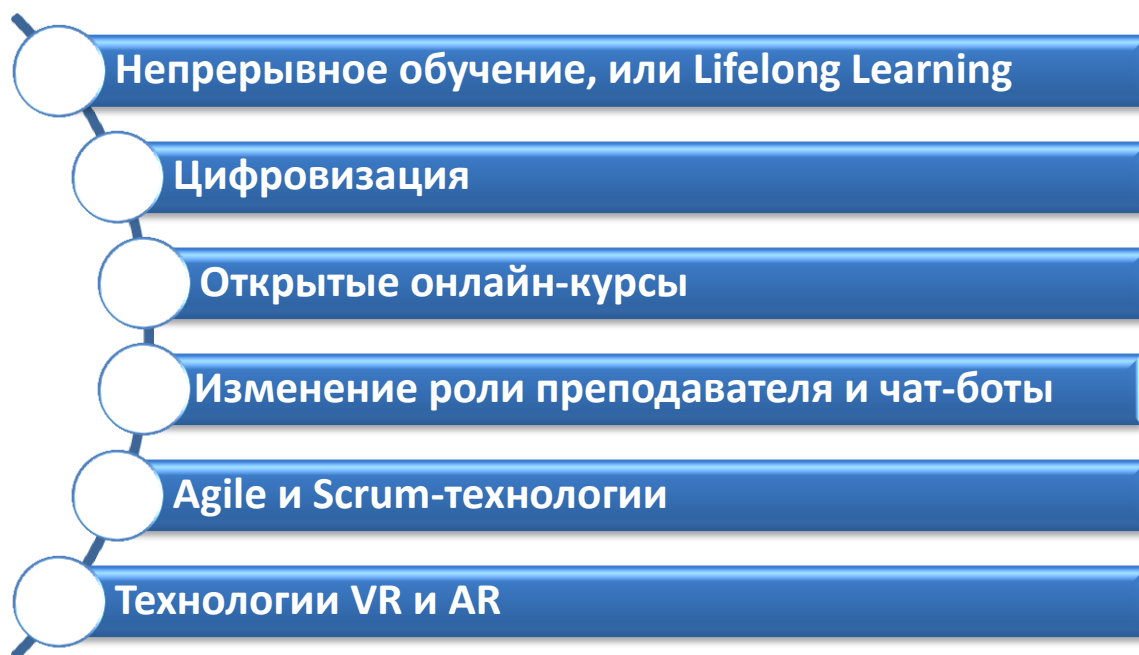 Непрерывное обучение, или Lifelong Learning
Цифровизация
Открытые онлайн-курсы
Изменение роли преподавателя и чат-боты
Agile и Scrum-технологии
Технологии VR и AR